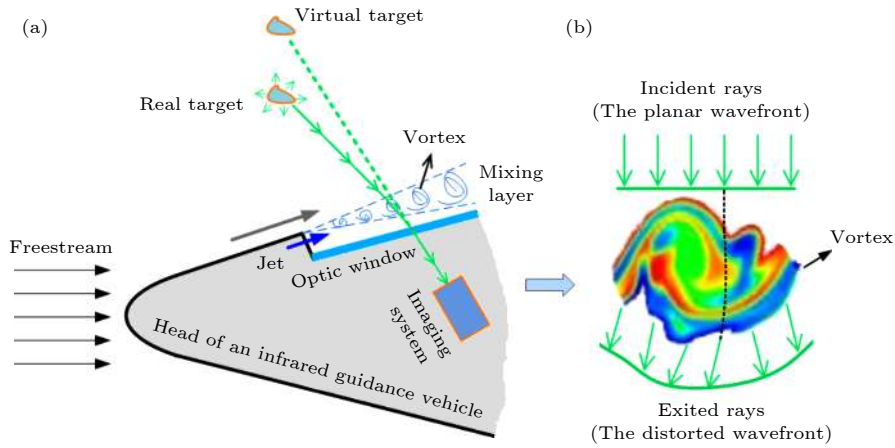 (a)
Virtual target
Real target
Vortex
Mixing
layer
Freestream
Jet
Optic window
Imaging
system
Head of an infrared guidance vehicle
(b)
Incident rays
(The planar wavefront)
Vortex
Exited rays
(The distorted wavefront)